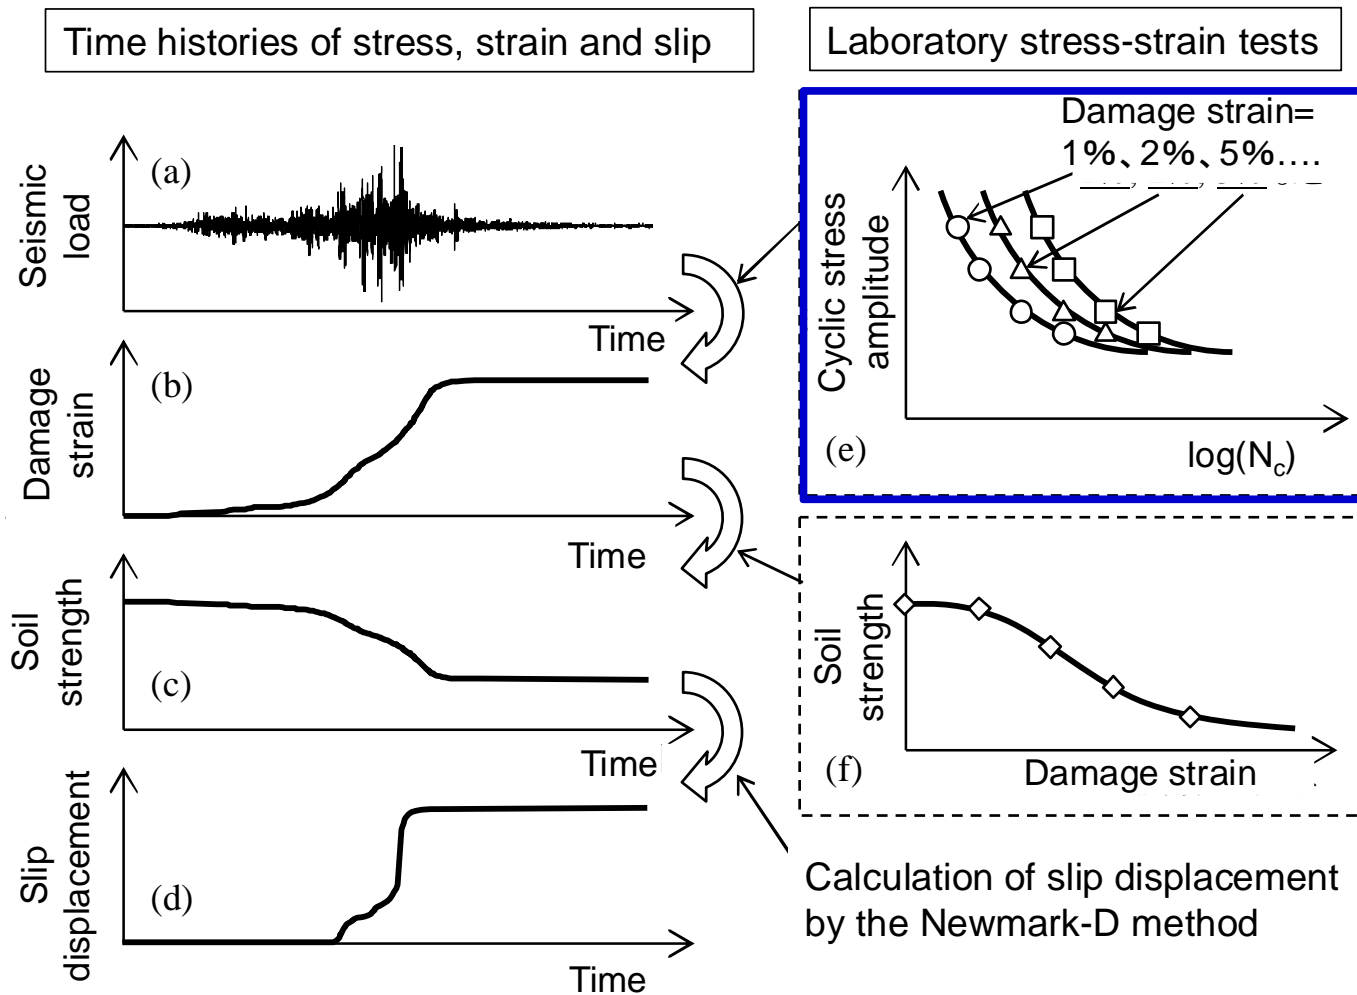 Time histories of stress, strain and slip
Laboratory stress-strain tests
Seismic
load
(a)
Time
Damage
strain
(b)
Time
Soil
strength
(c)
Time
Slip
displacement
(d)
Time
Damage strain=
1%、2%、5%....
Cyclic stress
amplitude
(e)
log(Nc)
Soil
strength
(f)
Damage strain
Calculation of slip displacement
by the Newmark-D method